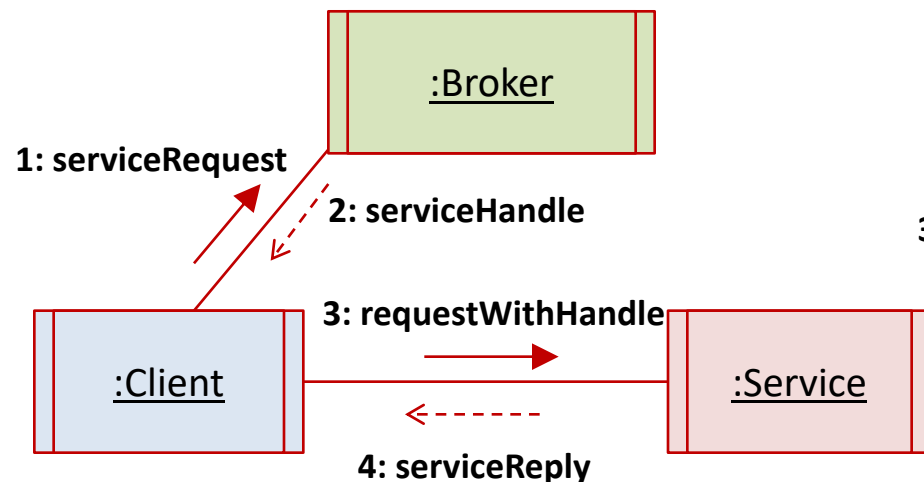 :Broker
1: serviceRequest
2: serviceHandle
3: requestWithHandle
:Client
:Service
4: serviceReply